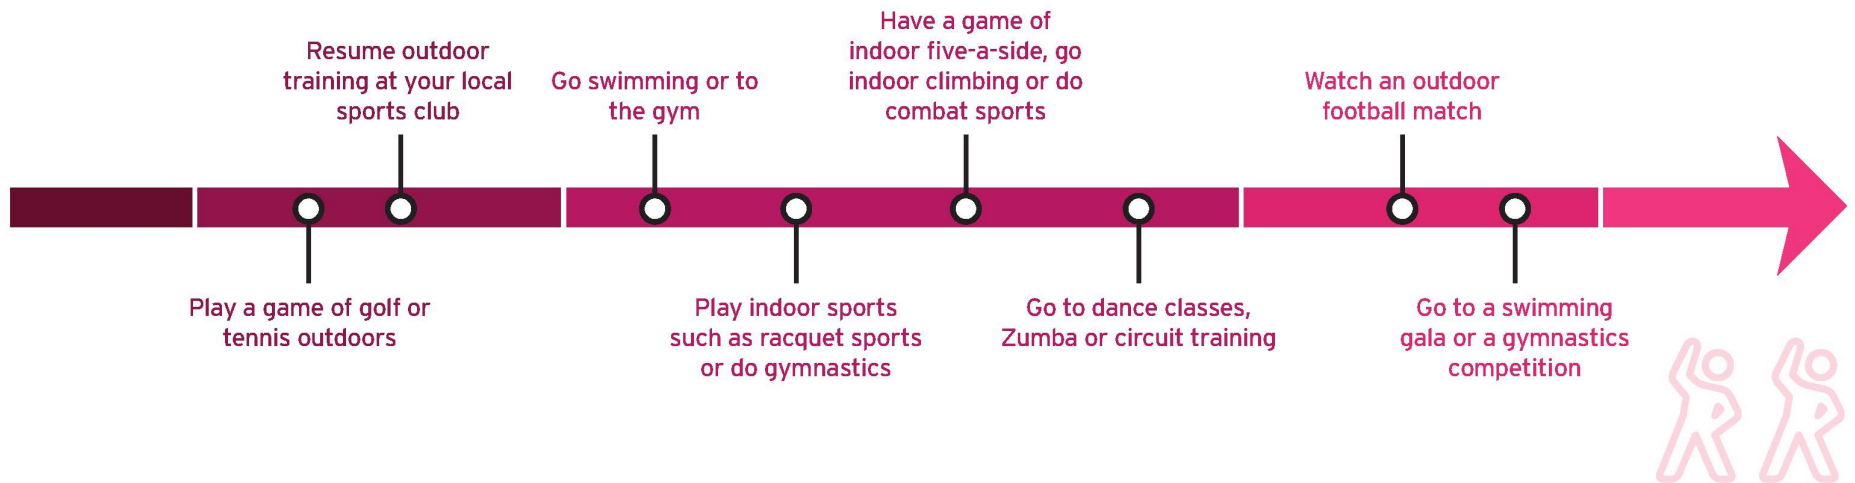 Resume outdoor
training at your local
sports club
Go swimming or to
the gym
Have a game of
indoor five-a-side, go
indoor climbing or do
combat sports
Watch an outdoor
football match
Play a game of golf or
tennis outdoors
Play indoor sports
such as racquet sports
or do gymnastics
Go to dance classes,
Zumba or circuit training
Go to a swimming
gala or a gymnastics
competition